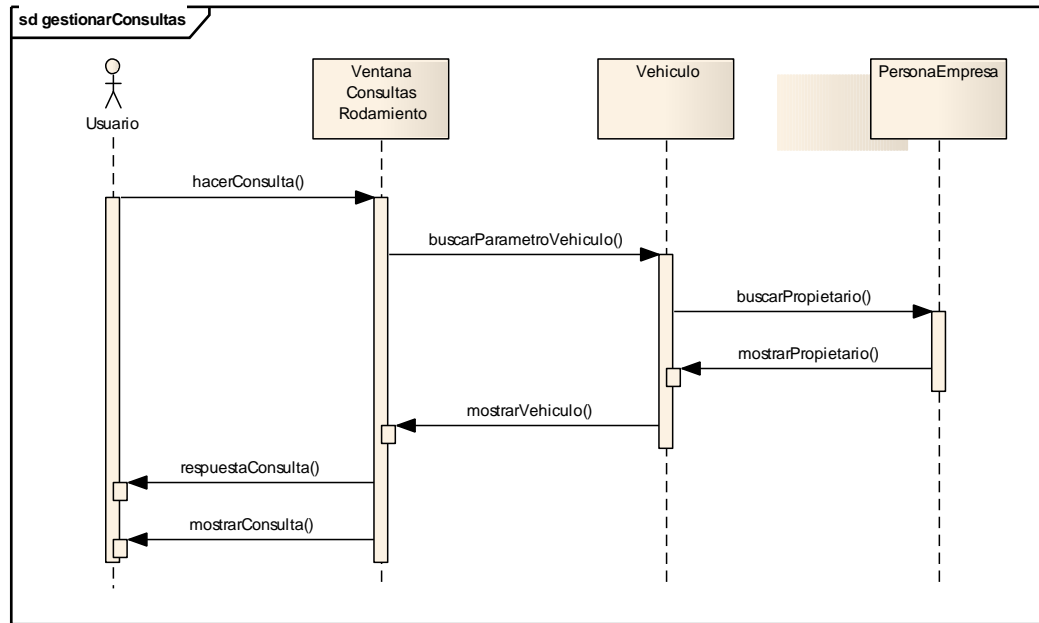 sd gestionarConsultas
Usuario
Ventana
Consultas
Rodamiento
Vehiculo
PersonaEmpresa
hacerConsulta()
buscarParametroVehiculo()
buscarPropietario()
mostrarPropietario()
mostrarVehiculo()
respuestaConsulta()
mostrarConsulta()